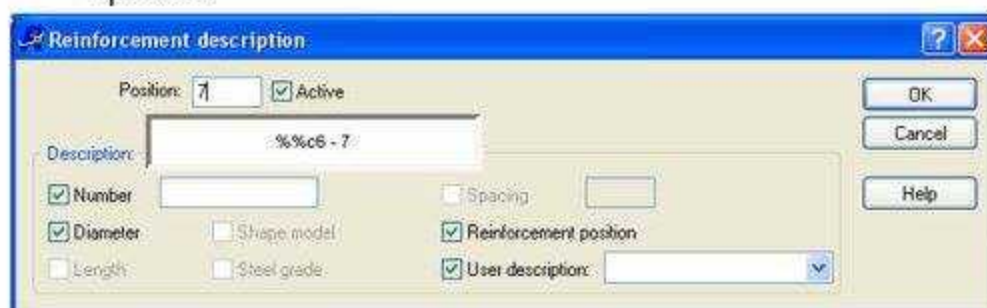 Reinforcement description
Position: 7 Active
OK
%%c6 - 7
Cancel
Description:
Number Spacing
Help
Diameter Shape model Reinforcement position
Length Steel grade User description: